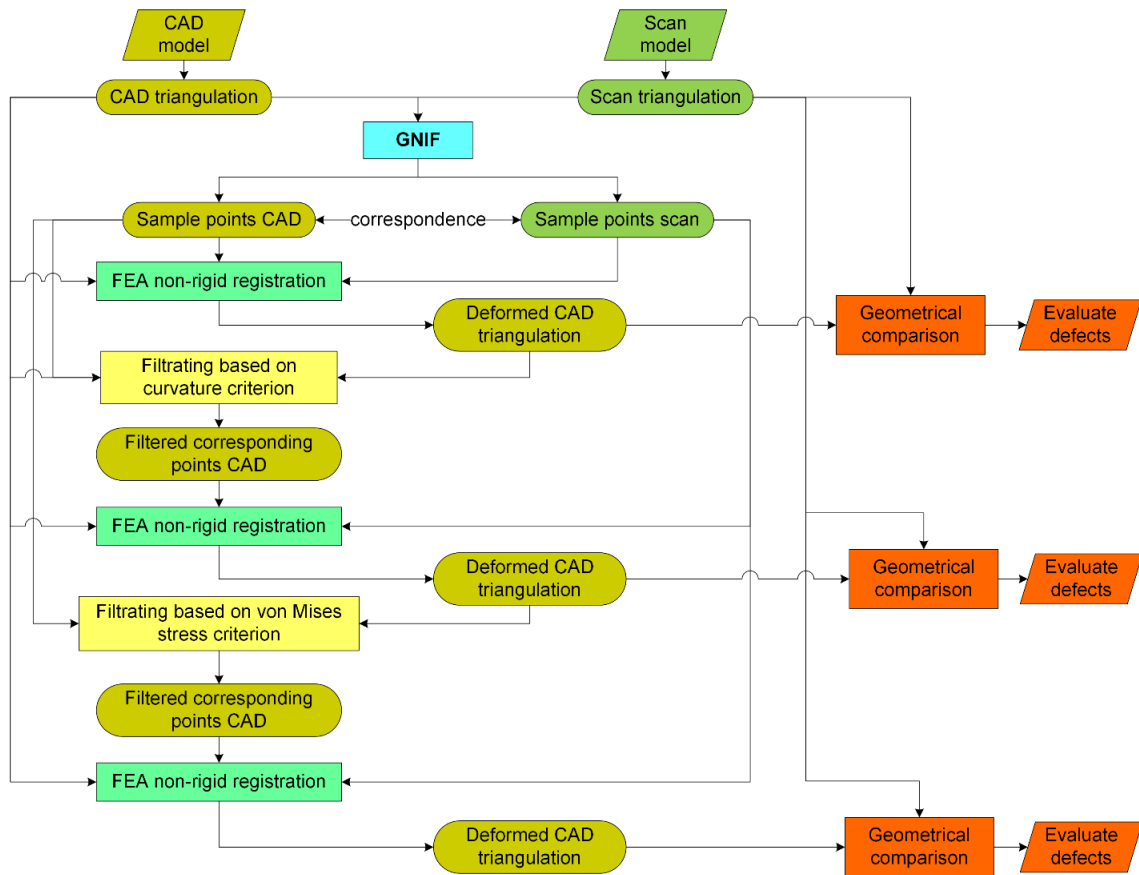 CAD
model
Scan
model
CAD triangulation
Scan triangulation
GNIF
Sample points CAD
correspondence
Sample points scan
FEA non-rigid registration
Deformed CAD
triangulation
Geometrical
comparison
Evaluate
defects
Filtrating based on
curvature criterion
Filtered corresponding
points CAD
FEA non-rigid registration
Deformed CAD
triangulation
Geometrical
comparison
Evaluate
defects
Filtrating based on von Mises
stress criterion
Filtered corresponding
points CAD
FEA non-rigid registration
Deformed CAD
triangulation
Geometrical
comparison
Evaluate
defects